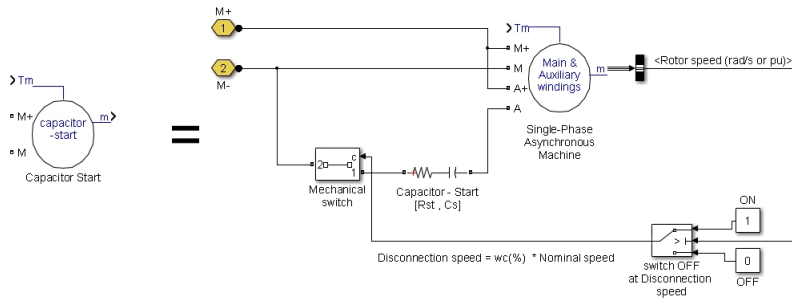 >Tm
M+
M
capacitor
-start
m>
Capacitor Start
=
M+
1
2
M-
>Tm
M+
M
A+
A
Main &
Auxiliary
windings
m
Single-Phase
Asynchronous
Machine
<Rotor speed (rad/s or pu)>
2
c
1
Mechanical
switch
Capacitor - Start
[Rst , Cs]
Disconnection speed = wc(%) * Nominal speed
>
switch OFF
at Disconnection
speed
ON
1
0
OFF